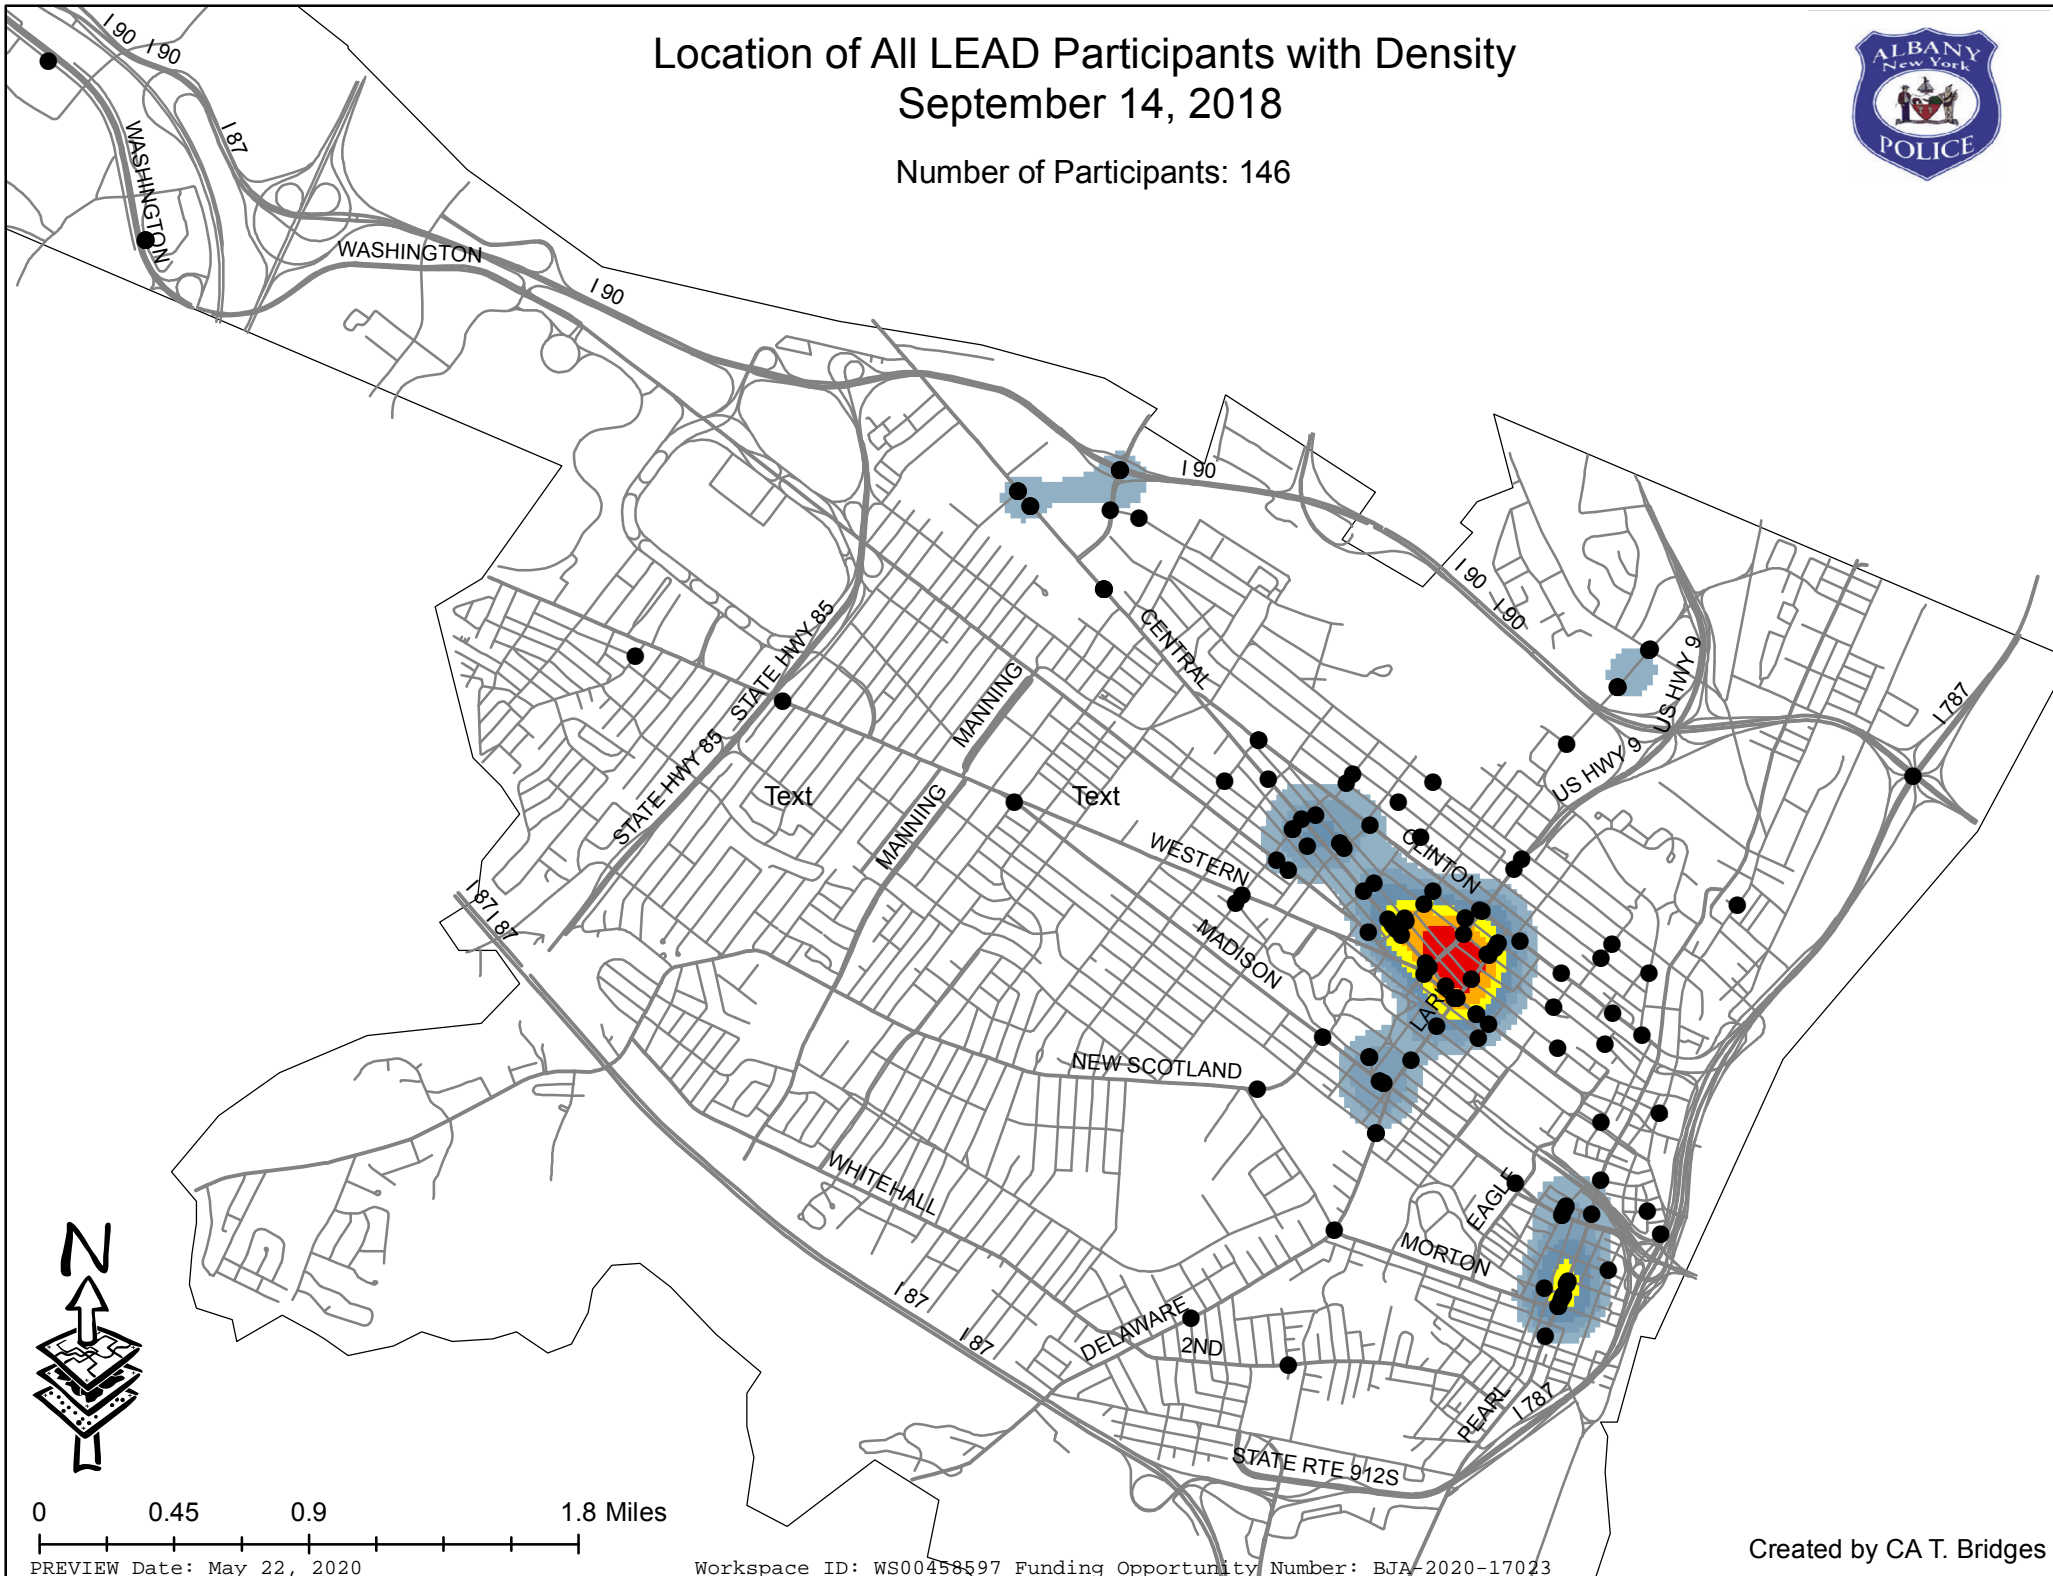 Location of All LEAD Participants with Density
September 14, 2018
Number of Participants: 146
ALBANY
New York
POLICE
I 90
I 90
I 87
WASHINGTON
WASHINGTON
I 90
I 90
I 90
I 90
US HWY 9
US HWY 9
I 787
CENTRAL
STATE HWY 85
STATE HWY 85
MANNING
MANNING
Text
Text
WESTERN
CLINTON
MADISON
LAR
I 87
I 87
NEW SCOTLAND
WHITEHALL
EAGLE
MORTON
DELAWARE
2ND
I 87
I 87
PEARL
I 787
STATE RTE 912S
N
0 0.45 0.9 1.8 Miles
Created by CA T. Bridges
PREVIEW Date: May 22, 2020
Workspace ID: WS00458597 Funding Opportunity Number: BJA-2020-17023